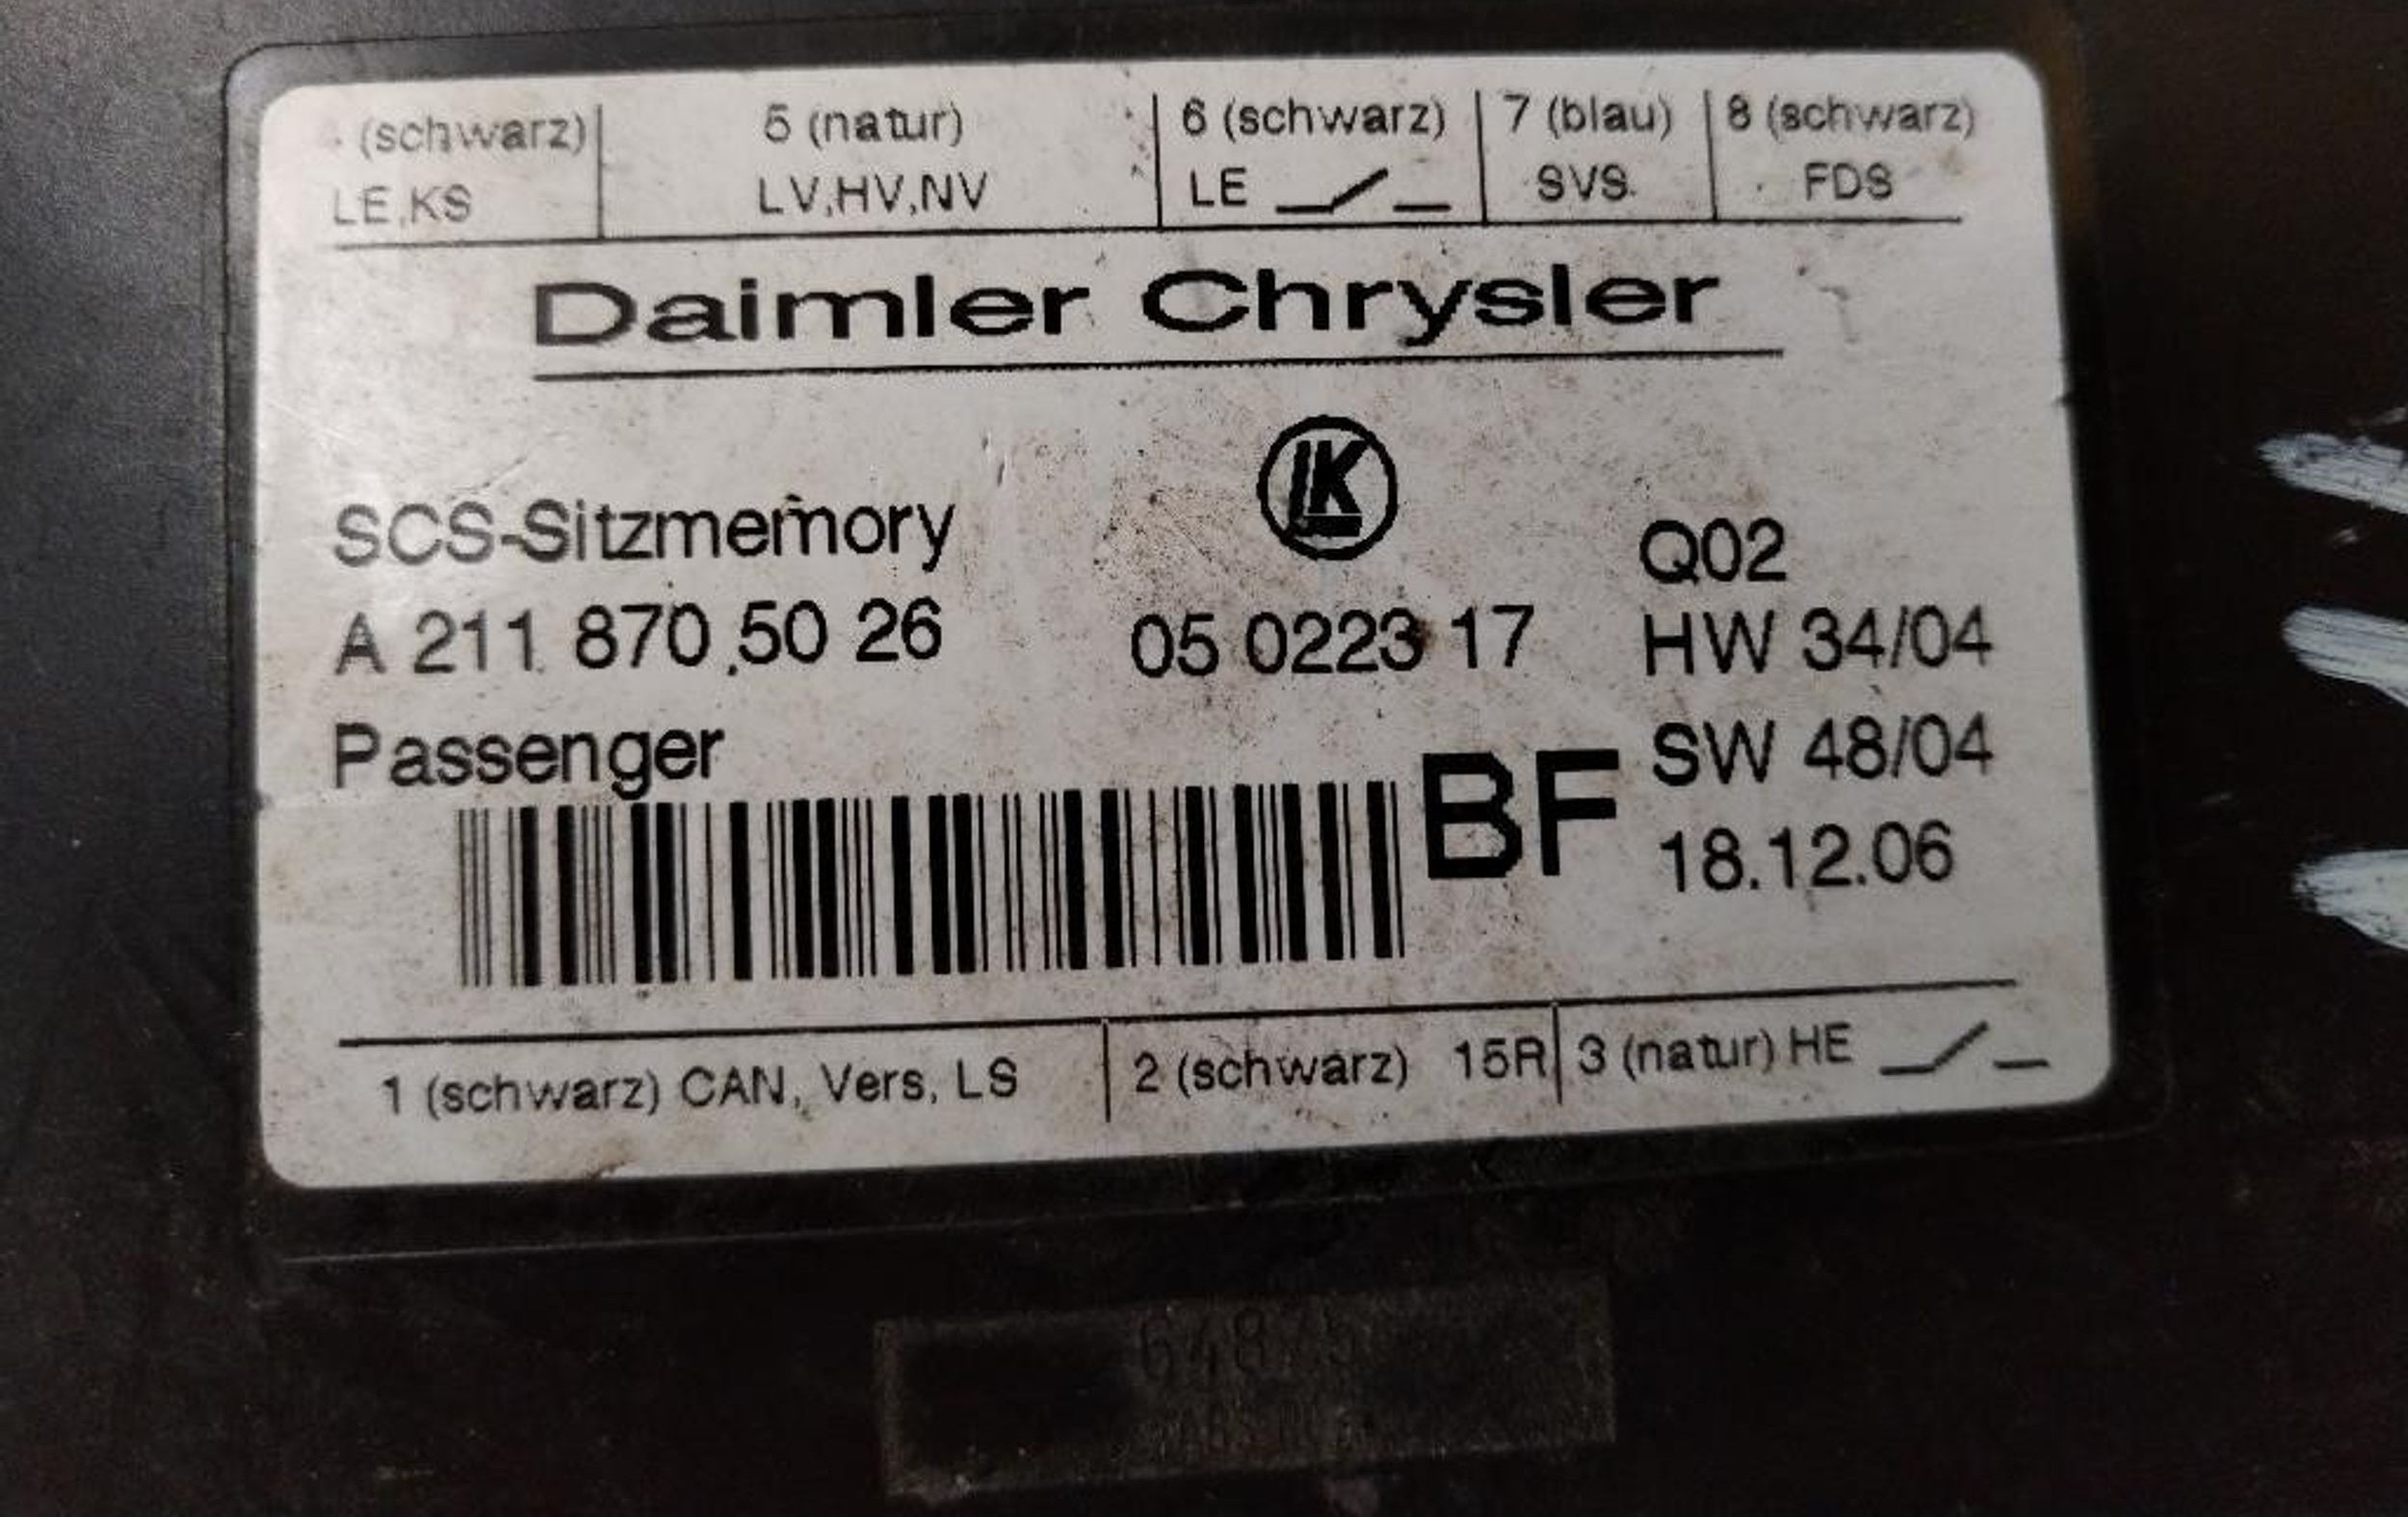 (schwarz) 5 (natur) 6 (schwarz) 7 (blau) 8 (schwarz)
LE,KS LV,HV,NV LE SVS FDS
Daimler Chrysler
LK
SCS-Sitzmemory Q02
A 211 870 50 26 05 0223 17 HW 34/04
Passenger BF SW 48/04
18.12.06
1 (schwarz) CAN, Vers, LS 2 (schwarz) 15R 3 (natur) HE